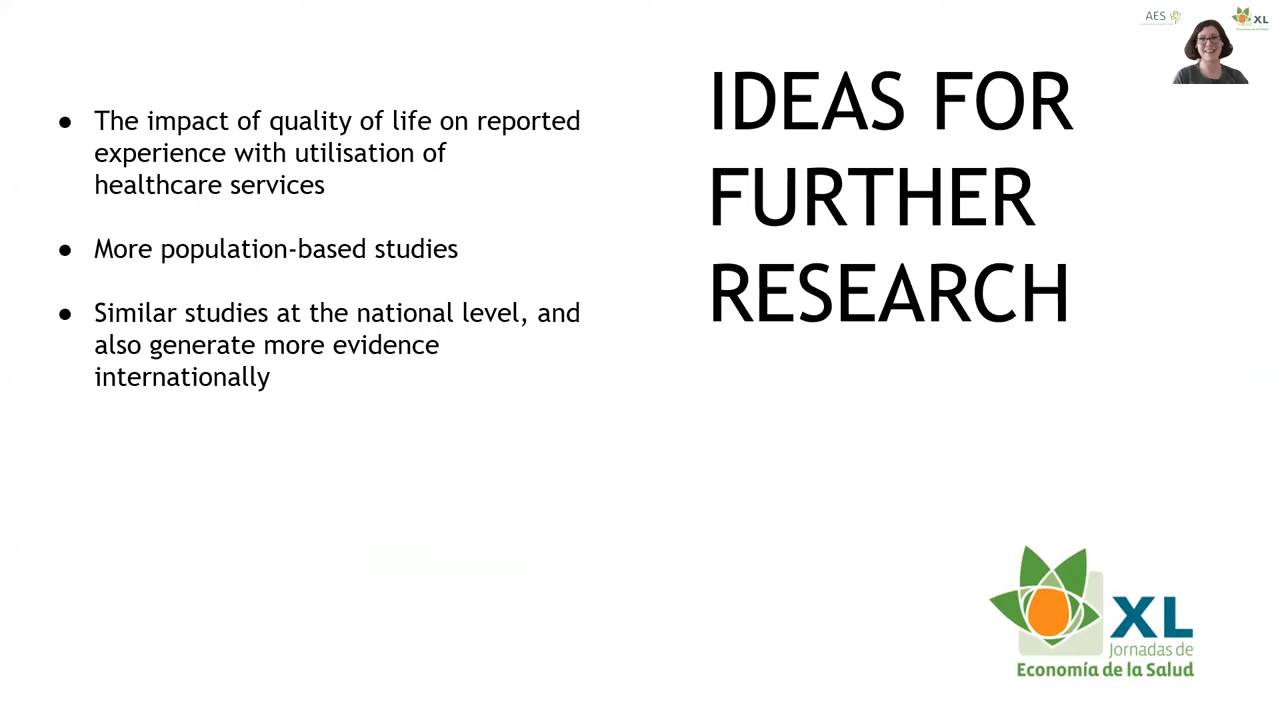 AES
XL
IDEAS FOR
FURTHER
RESEARCH
● The impact of quality of life on reported
experience with utilisation of
healthcare services
● More population-based studies
● Similar studies at the national level, and
also generate more evidence
internationally
XL
Jornadas de
Economía de la Salud